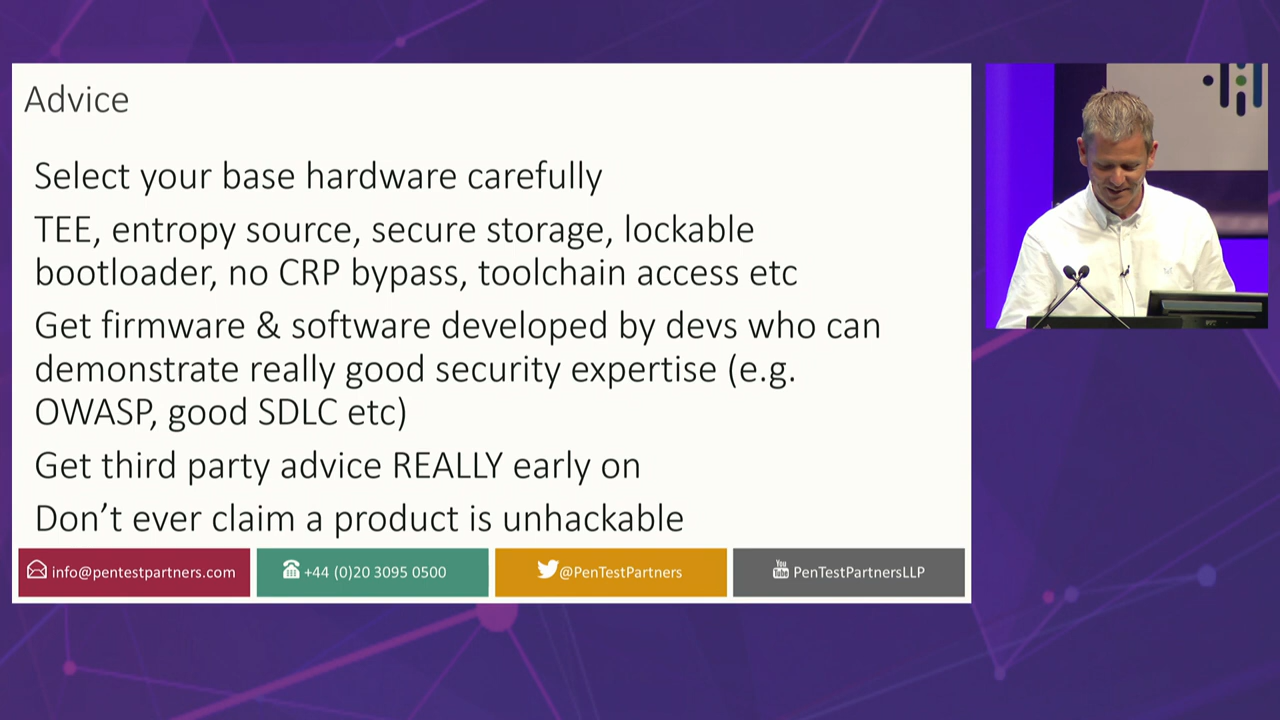 Advice
Select your base hardware carefully
TEE, entropy source, secure storage, lockable
bootloader, no CRP bypass, toolchain access etc
Get firmware & software developed by devs who can
demonstrate really good security expertise (e.g.
OWASP, good SDLC etc)
Get third party advice REALLY early on
Don’t ever claim a product is unhackable
info@pentestpartners.com
+44 (0)20 3095 0500
@PenTestPartners
You Tube PenTestPartnersLLP